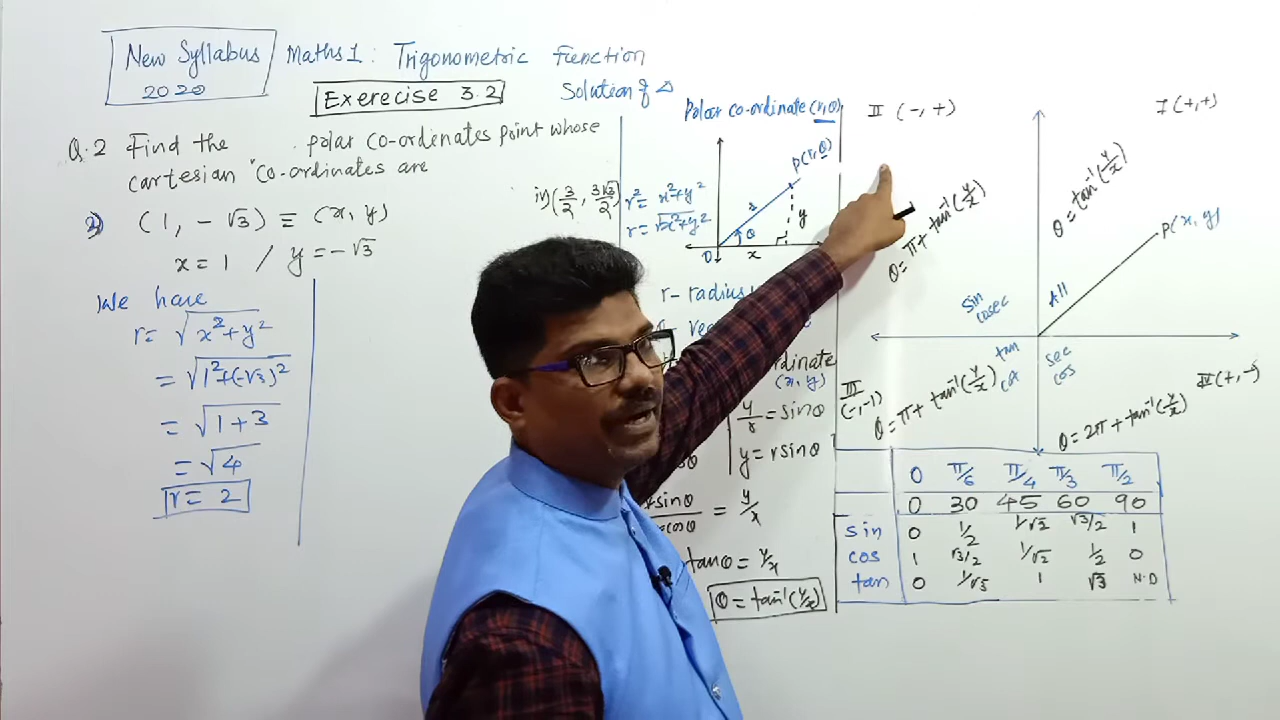 New Syllabus
2020
Maths 1 : Trigonometric Function
Exerecise 3.2
Solution of Δ
Q.2 Find the polar co-ordenates point whose
cartesian co-ordinates are
(1, -√3) ≡ (x, y)
x = 1 / y = -√3
iv) (3/2, 3√3/2)
We have
r = √x²+y²
= √1²+(-√3)²
= √1+3
= √4
r = 2
Polar co-ordinate (r, θ)
P(r, θ)
r
y
θ
O
x
r² = x²+y²
r = √x²+y²
r - radius
ordinate
(x, y)
y/r = sinθ
y = r sinθ
= y/x
tanθ = y/x
θ = tan⁻¹(y/x)
II (-, +)
I (+, +)
θ = π + tan⁻¹(y/x)
θ = tan⁻¹(y/x)
P(x, y)
Sin
cosec
All
tan
cot
sec
cos
III
(-, -1)
θ = π + tan⁻¹(y/x)
IV (+, -)
θ = 2π + tan⁻¹(y/x)
0 π/6 π/4 π/3 π/2
0 30 45 60 90
sin 0 1/2 1/√2 √3/2 1
cos 1 √3/2 1/√2 1/2 0
tan 0 1/√3 1 √3 N.D